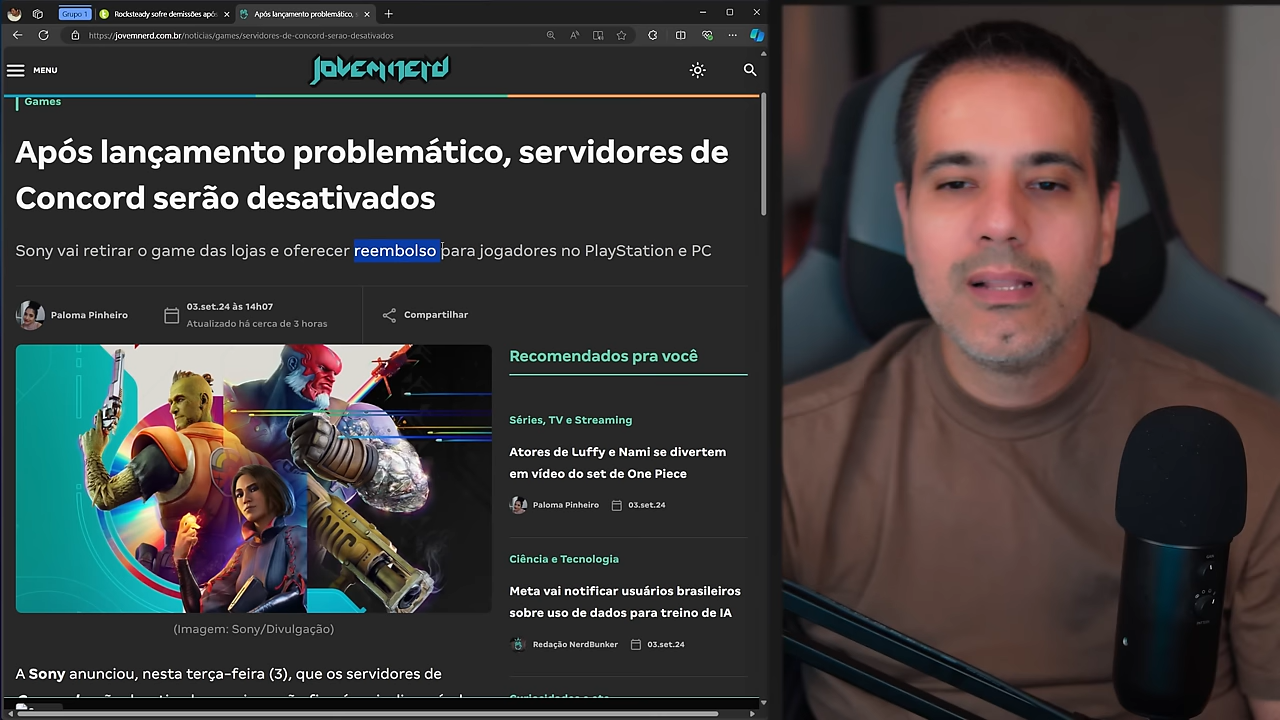 Grupo 1
Rocksteady sofre demissões após
Após lançamento problemático, s
https://jovemnerd.com.br/noticias/games/servidores-de-concord-serao-desativados
MENU
JOVEMNERD
Games
Após lançamento problemático, servidores de
Concord serão desativados
Sony vai retirar o game das lojas e oferecer reembolso para jogadores no PlayStation e PC
Paloma Pinheiro
03.set.24 às 14h07
Atualizado há cerca de 3 horas
Compartilhar
(Imagem: Sony/Divulgação)
A Sony anunciou, nesta terça-feira (3), que os servidores de
Recomendados pra você
Séries, TV e Streaming
Atores de Luffy e Nami se divertem
em vídeo do set de One Piece
Paloma Pinheiro
03.set.24
Ciência e Tecnologia
Meta vai notificar usuários brasileiros
sobre uso de dados para treino de IA
Redação NerdBunker
03.set.24